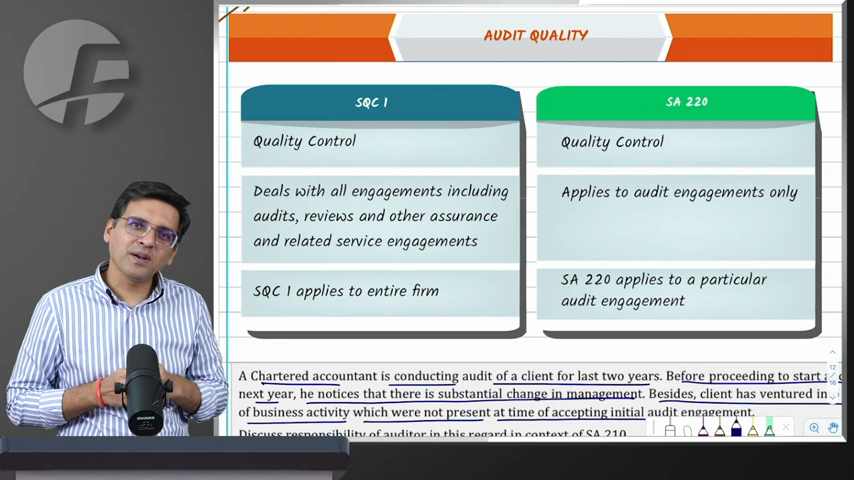 AUDIT QUALITY
SQC 1
Quality Control
Deals with all engagements including
audits, reviews and other assurance
and related service engagements
SQC 1 applies to entire firm
SA 220
Quality Control
Applies to audit engagements only
SA 220 applies to a particular
audit engagement
A Chartered accountant is conducting audit of a client for last two years. Before proceeding to start
next year, he notices that there is substantial change in management. Besides, client has ventured in
of business activity which were not present at time of accepting initial audit engagement.
Discuss responsibility of auditor in this regard in context of SA 210